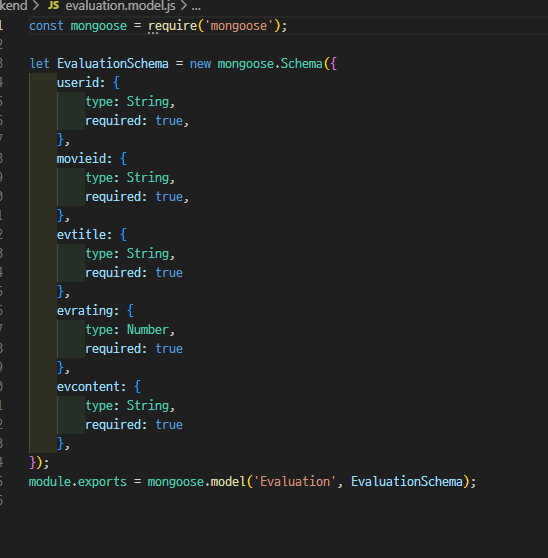 kend > JS evaluation.model.js > ...
const mongoose = require('mongoose');
let EvaluationSchema = new mongoose.Schema({
userid: {
type: String,
required: true,
},
movieid: {
type: String,
required: true,
},
evtitle: {
type: String,
required: true
},
evrating: {
type: Number,
required: true
},
evcontent: {
type: String,
required: true
},
});
module.exports = mongoose.model('Evaluation', EvaluationSchema);